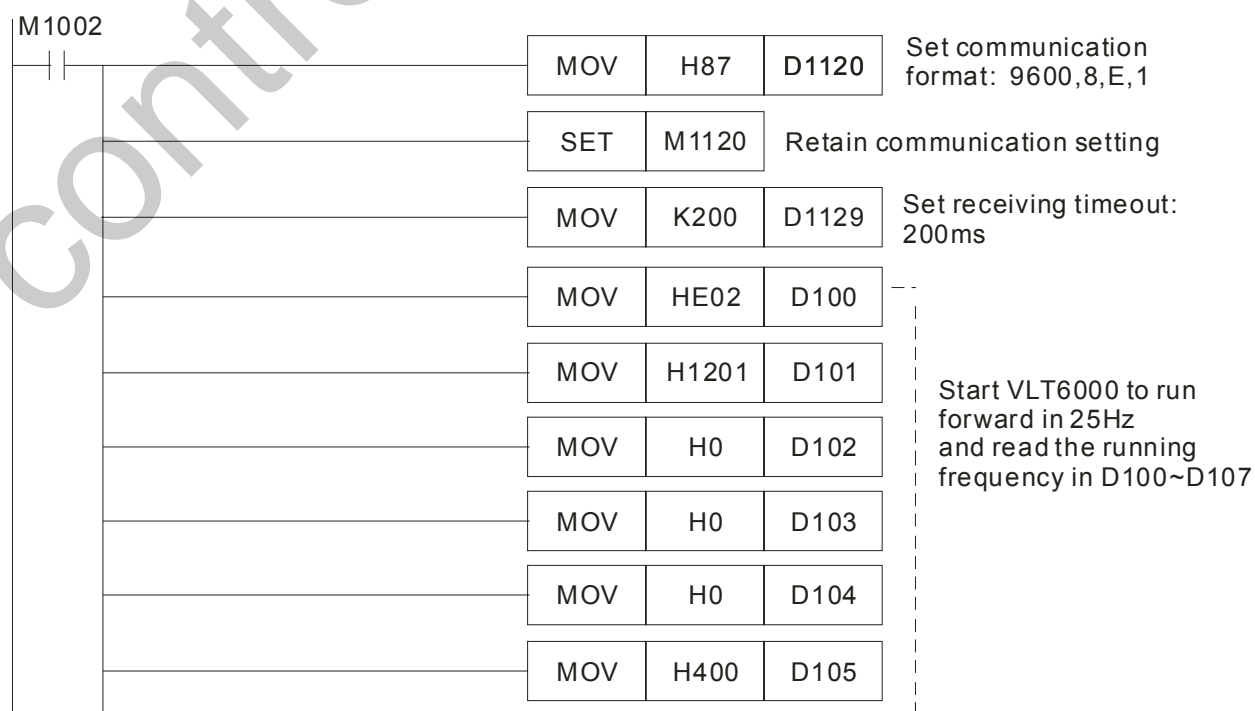 M1002
MOV H87 D1120 Set communication
format: 9600,8,E,1
SET M1120 Retain communication setting
MOV K200 D1129 Set receiving timeout:
200ms
MOV HE02 D100
MOV H1201 D101
MOV H0 D102
MOV H0 D103
MOV H0 D104
MOV H400 D105
Start VLT6000 to run
forward in 25Hz
and read the running
frequency in D100~D107
contro